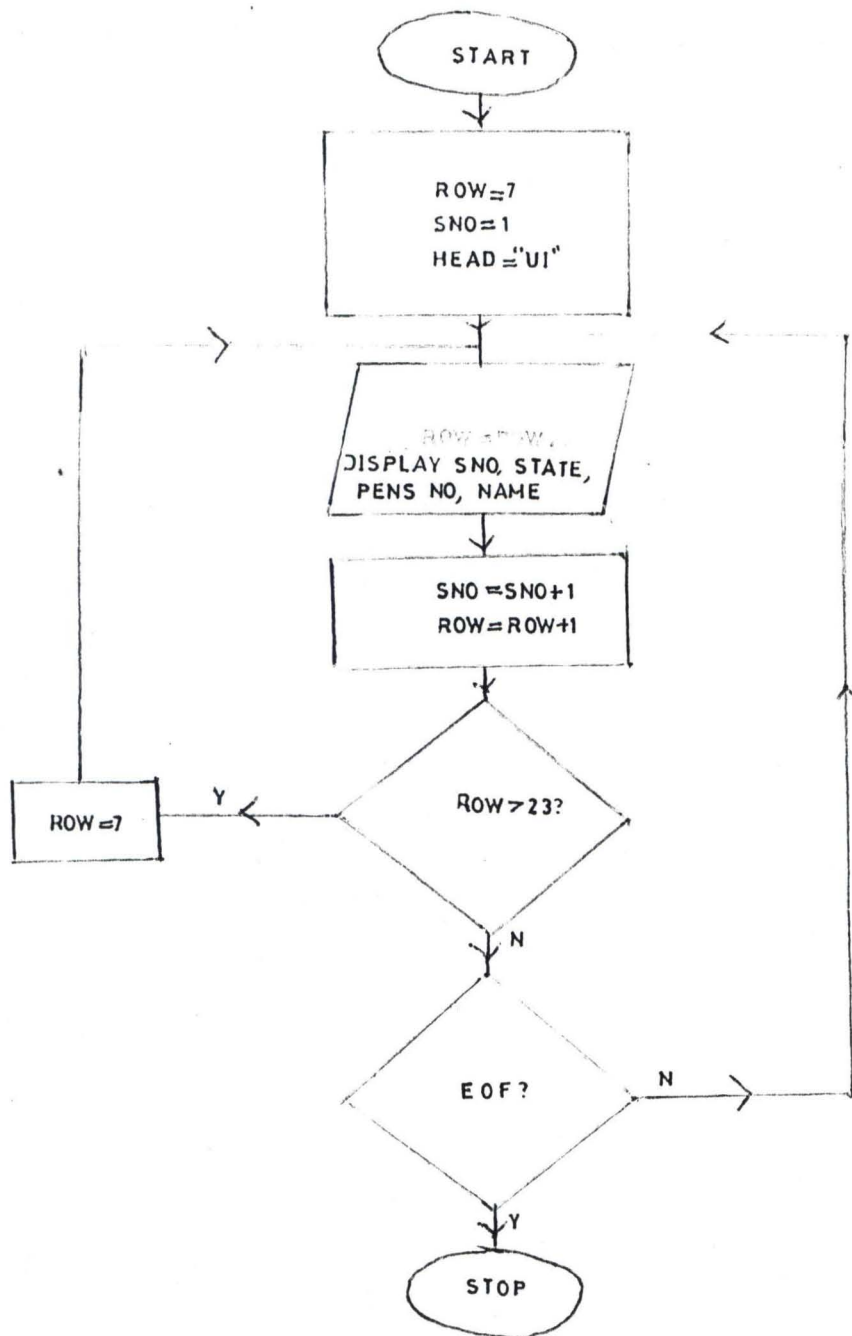 START
ROW=7
SNO=1
HEAD="UI"
DISPLAY SNO, STATE,
PENS NO, NAME
SNO=SNO+1
ROW=ROW+1
ROW>23?
Y
ROW=7
N
EOF?
N
Y
STOP